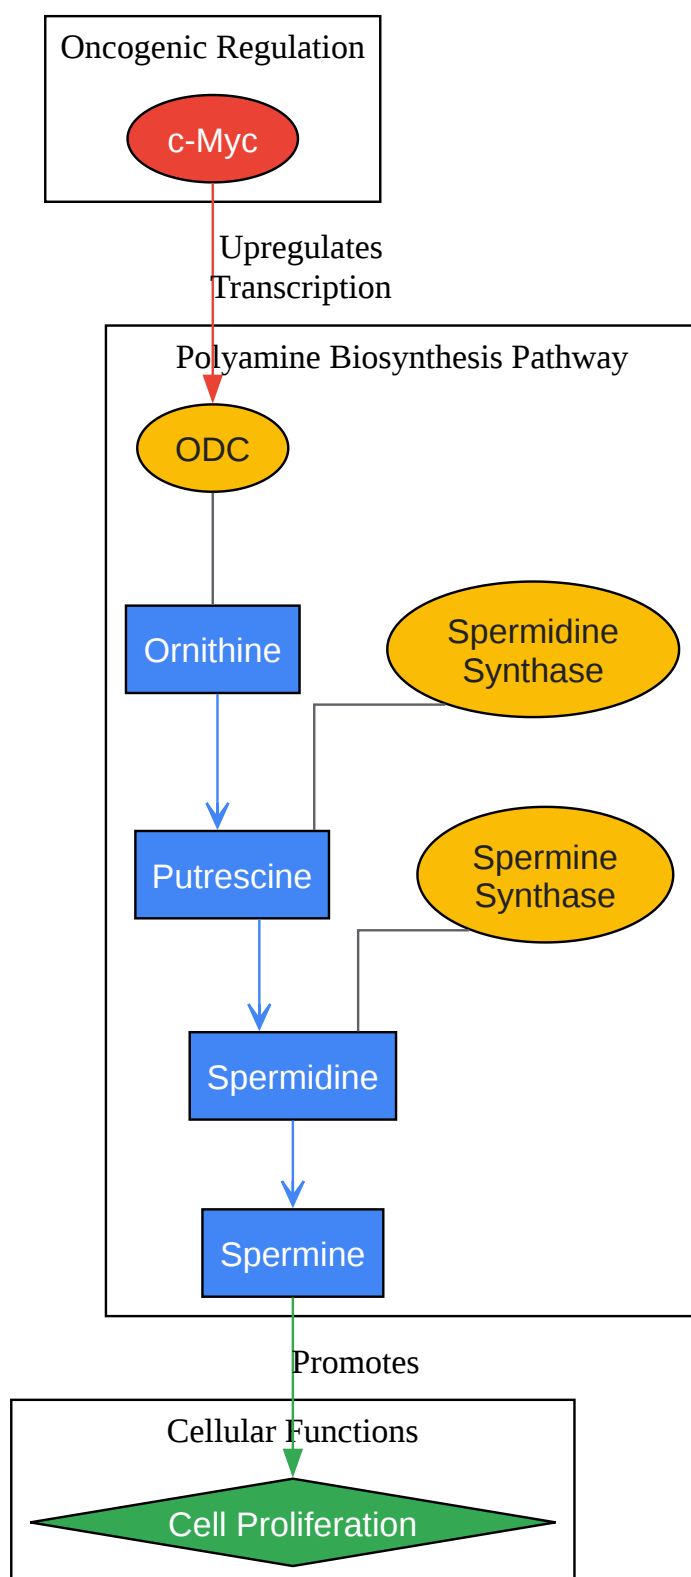 Oncogenic Regulation
c-Myc
Upregulates
Transcription
Polyamine Biosynthesis Pathway
ODC
Ornithine
Spermidine
Synthase
Putrescine
Spermine
Synthase
Spermidine
Spermine
Promotes
Cellular Functions
Cell Proliferation